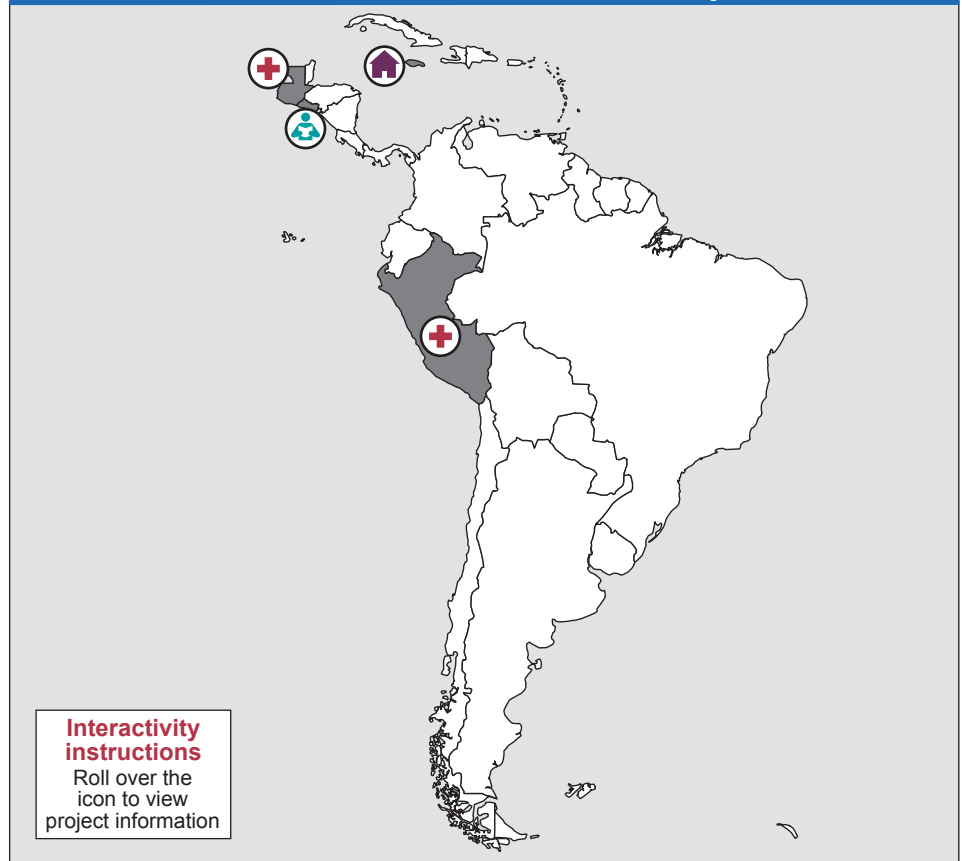 Interactivity
instructions
Roll over the
icon to view
project information